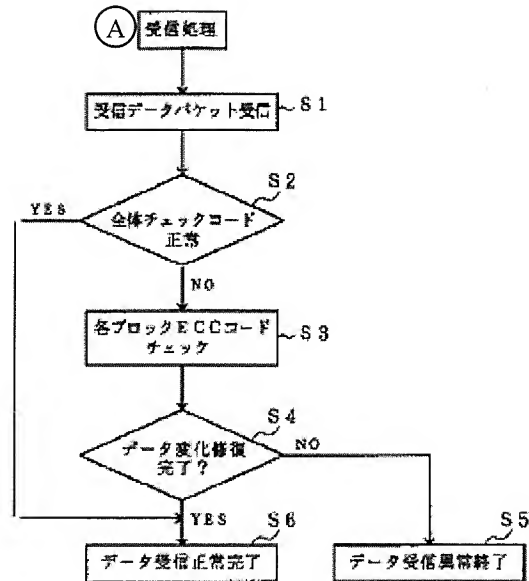 A
受信処理
受信データパケット受信
S1
S2
YES
全体チェックコード
正常
NO
各ブロックECCコード
チェック
S3
S4
データ変化修復
完了?
NO
YES
S6
S5
データ受信正常完了
データ受信異常終了